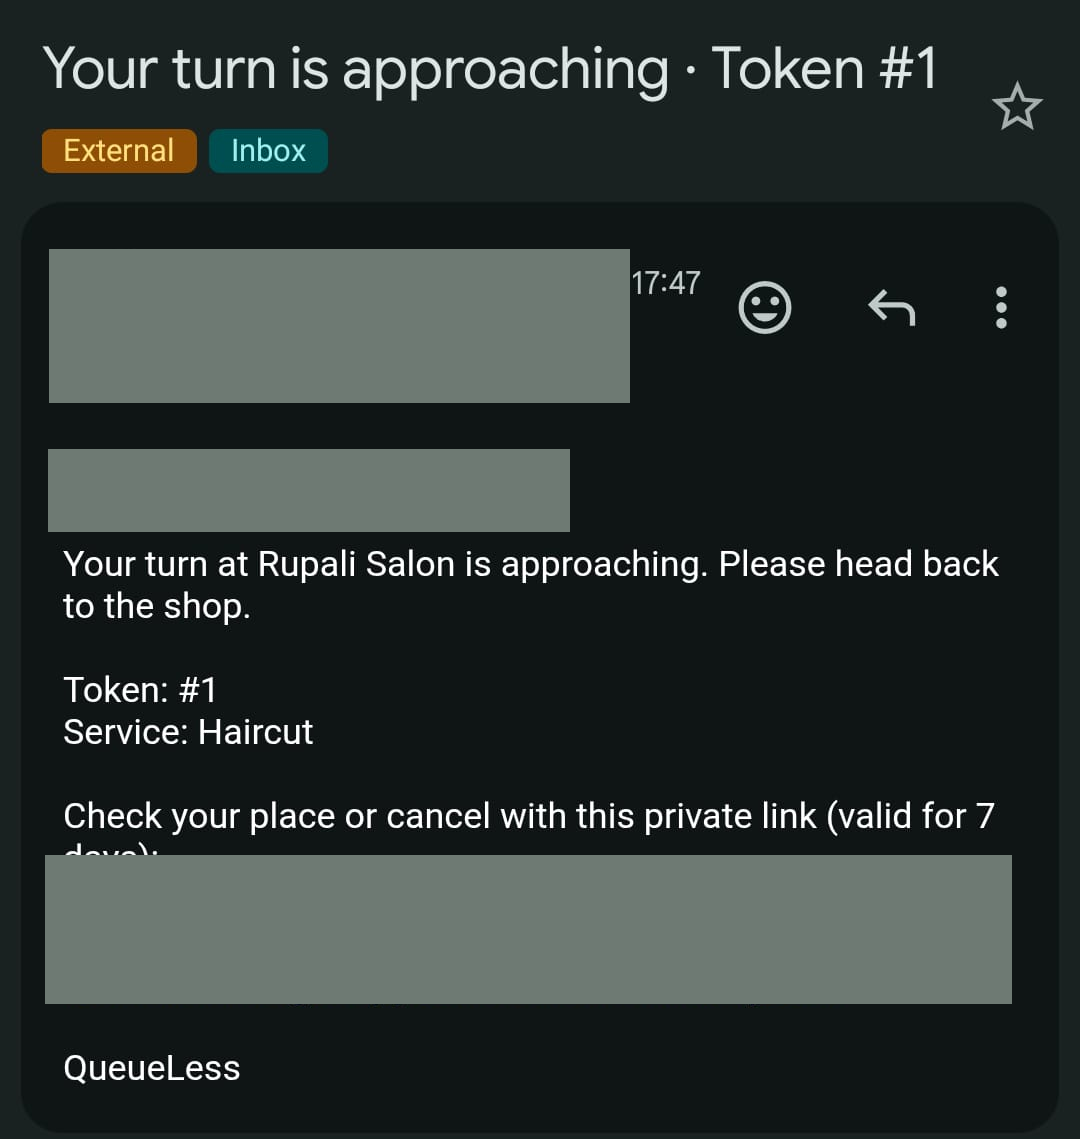 Your turn is approaching · Token #1
External Inbox
17:47
Your turn at Rupali Salon is approaching. Please head back
to the shop.
Token: #1
Service: Haircut
Check your place or cancel with this private link (valid for 7
days):
QueueLess